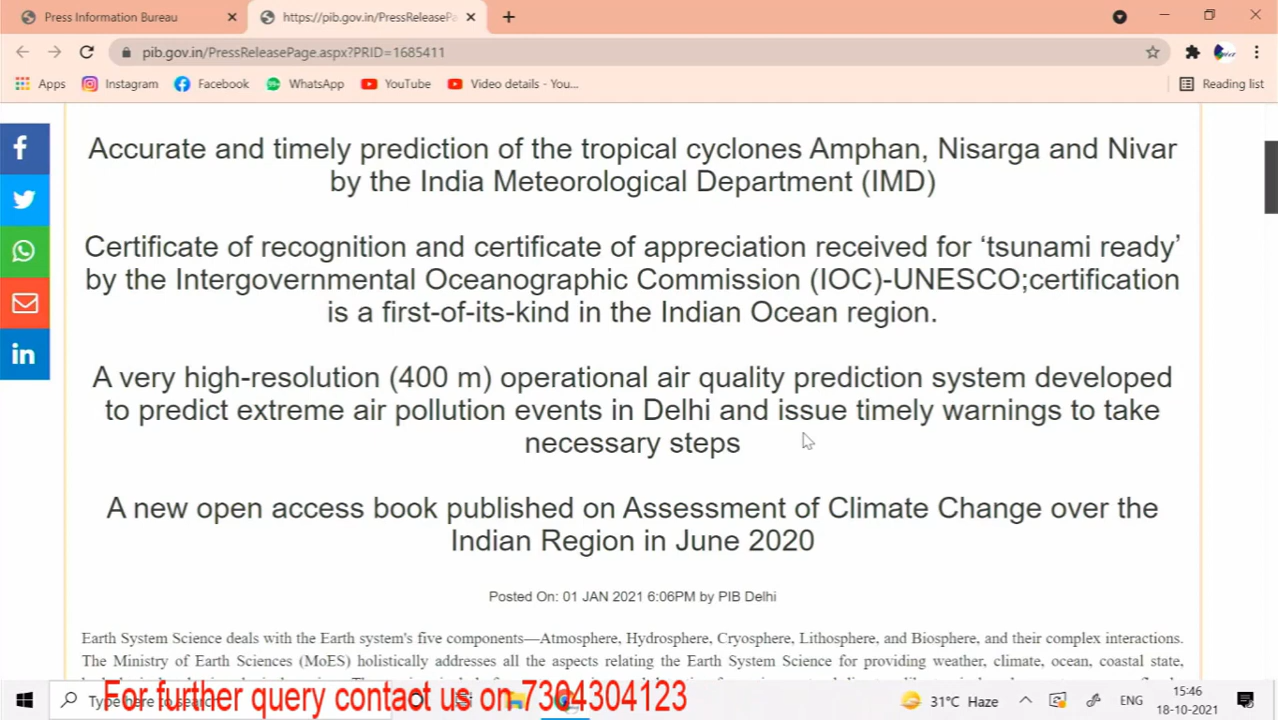 Press Information Bureau
https://pib.gov.in/PressReleasePa
pib.gov.in/PressReleasePage.aspx?PRID=1685411
Apps Instagram Facebook WhatsApp YouTube Video details - You... Reading list
Accurate and timely prediction of the tropical cyclones Amphan, Nisarga and Nivar
by the India Meteorological Department (IMD)
Certificate of recognition and certificate of appreciation received for ‘tsunami ready’
by the Intergovernmental Oceanographic Commission (IOC)-UNESCO;certification
is a first-of-its-kind in the Indian Ocean region.
A very high-resolution (400 m) operational air quality prediction system developed
to predict extreme air pollution events in Delhi and issue timely warnings to take
necessary steps
A new open access book published on Assessment of Climate Change over the
Indian Region in June 2020
Posted On: 01 JAN 2021 6:06PM by PIB Delhi
Earth System Science deals with the Earth system's five components—Atmosphere, Hydrosphere, Cryosphere, Lithosphere, and Biosphere, and their complex interactions.
The Ministry of Earth Sciences (MoES) holistically addresses all the aspects relating the Earth System Science for providing weather, climate, ocean, coastal state,
Type here to search
For further query contact us on 7304304123
31°C Haze
ENG
15:46
18-10-2021